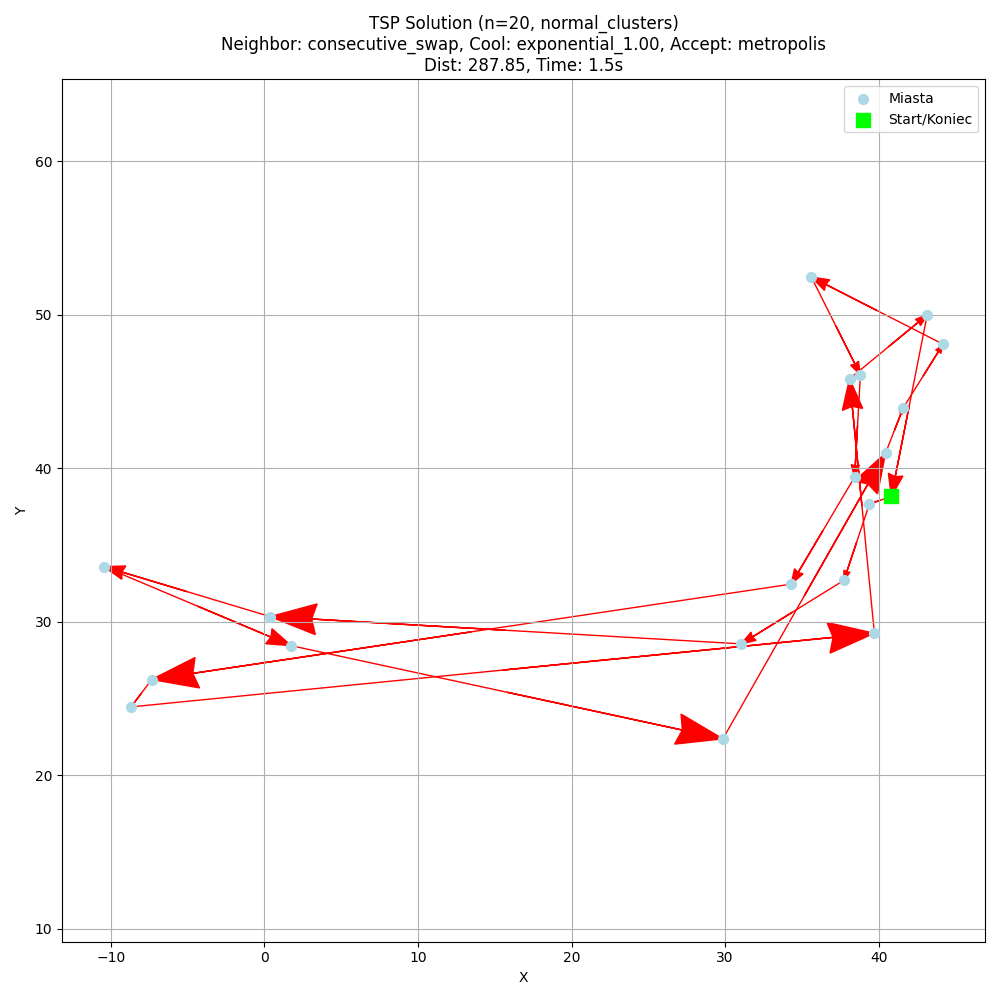 TSP Solution (n=20, normal_clusters)
Neighbor: consecutive_swap, Cool: exponential_1.00, Accept: metropolis
Dist: 287.85, Time: 1.5s
Miasta
Start/Koniec
60
50
40
30
20
10
Y
−10
0
10
20
30
40
X